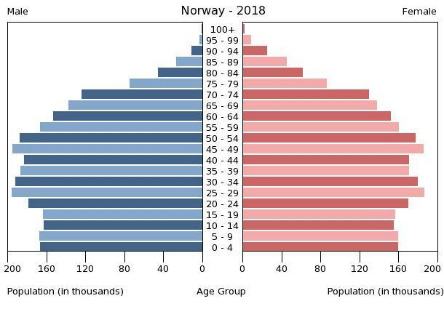 Male Norway - 2018 Female
100+
95 - 99
90 - 94
85 - 89
80 - 84
75 - 79
70 - 74
65 - 69
60 - 64
55 - 59
50 - 54
45 - 49
40 - 44
35 - 39
30 - 34
25 - 29
20 - 24
15 - 19
10 - 14
5 - 9
0 - 4
200 160 120 80 40 0 0 40 80 120 160 200
Population (in thousands) Age Group Population (in thousands)